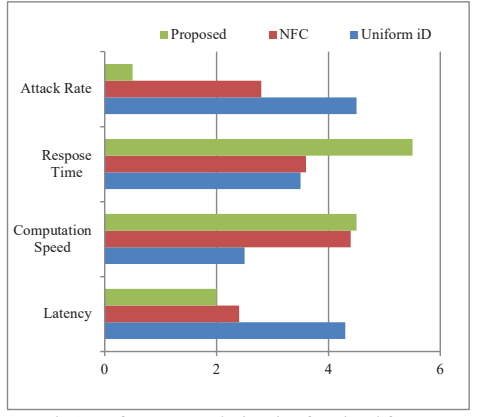 Proposed NFC Uniform iD
Attack Rate
Respose
Time
Computation
Speed
Latency
0 2 4 6